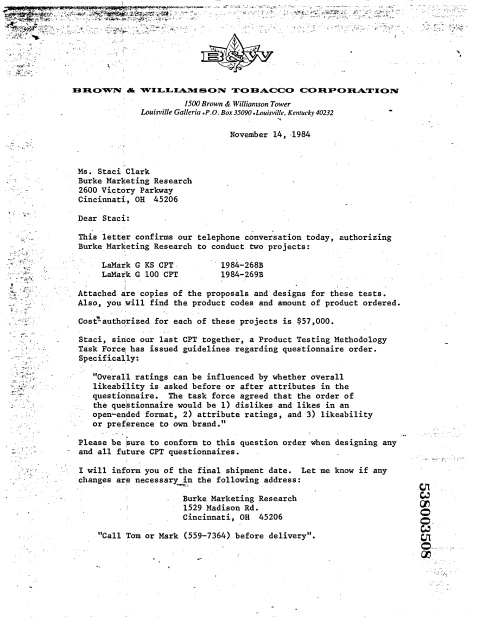 B&W
BROWN & WILLIAMSON TOBACCO CORPORATION
1500 Brown & Williamson Tower
Louisville Galleria • P.O. Box 35090 • Louisville, Kentucky 40232
November 14, 1984
Ms. Staci Clark
Burke Marketing Research
2600 Victory Parkway
Cincinnati, OH 45206
Dear Staci:
This letter confirms our telephone conversation today, authorizing
Burke Marketing Research to conduct two projects:
LaMark G KS CPT 1984-268B
LaMark G 100 CPT 1984-269B
Attached are copies of the proposals and designs for these tests.
Also, you will find the product codes and amount of product ordered.
Cost authorized for each of these projects is $57,000.
Staci, since our last CPT together, a Product Testing Methodology
Task Force has issued guidelines regarding questionnaire order.
Specifically:
"Overall ratings can be influenced by whether overall
likeability is asked before or after attributes in the
questionnaire. The task force agreed that the order of
the questionnaire would be 1) dislikes and likes in an
open-ended format, 2) attribute ratings, and 3) likeability
or preference to own brand."
Please be sure to conform to this question order when designing any
and all future CPT questionnaires.
I will inform you of the final shipment date. Let me know if any
changes are necessary in the following address:
Burke Marketing Research
1529 Madison Rd.
Cincinnati, OH 45206
"Call Tom or Mark (559-7364) before delivery".
538003508